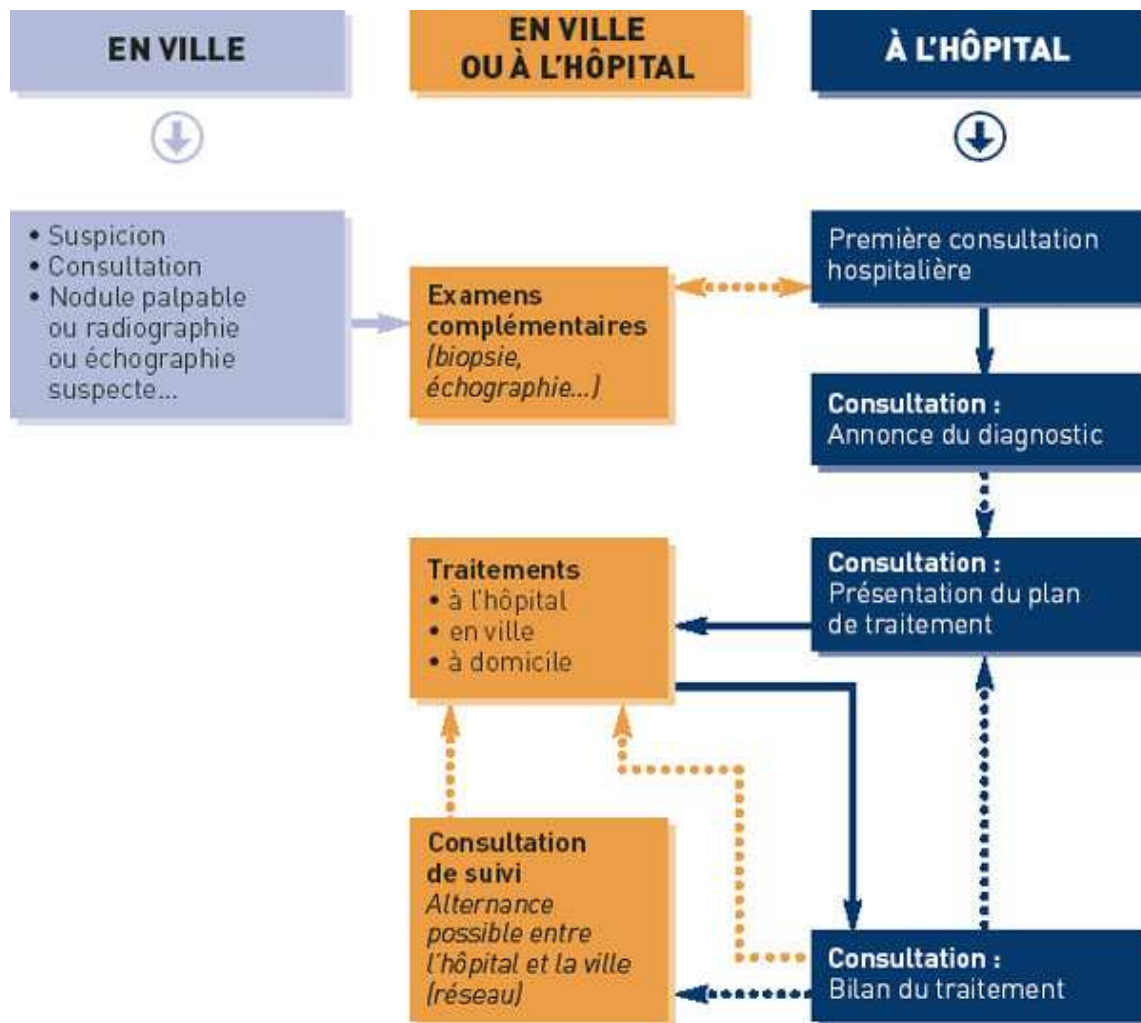 EN VILLE
EN VILLE
OU À L'HÔPITAL
À L'HÔPITAL
• Suspicion
• Consultation
• Nodule palpable
ou radiographie
ou échographie
suspecte...
Examens
complémentaires
(biopsie,
échographie...)
Première consultation
hospitalière
Consultation :
Annonce du diagnostic
Traitements
• à l'hôpital
• en ville
• à domicile
Consultation :
Présentation du plan
de traitement
Consultation
de suivi
Alternance
possible entre
l'hôpital et la ville
(réseau)
Consultation :
Bilan du traitement